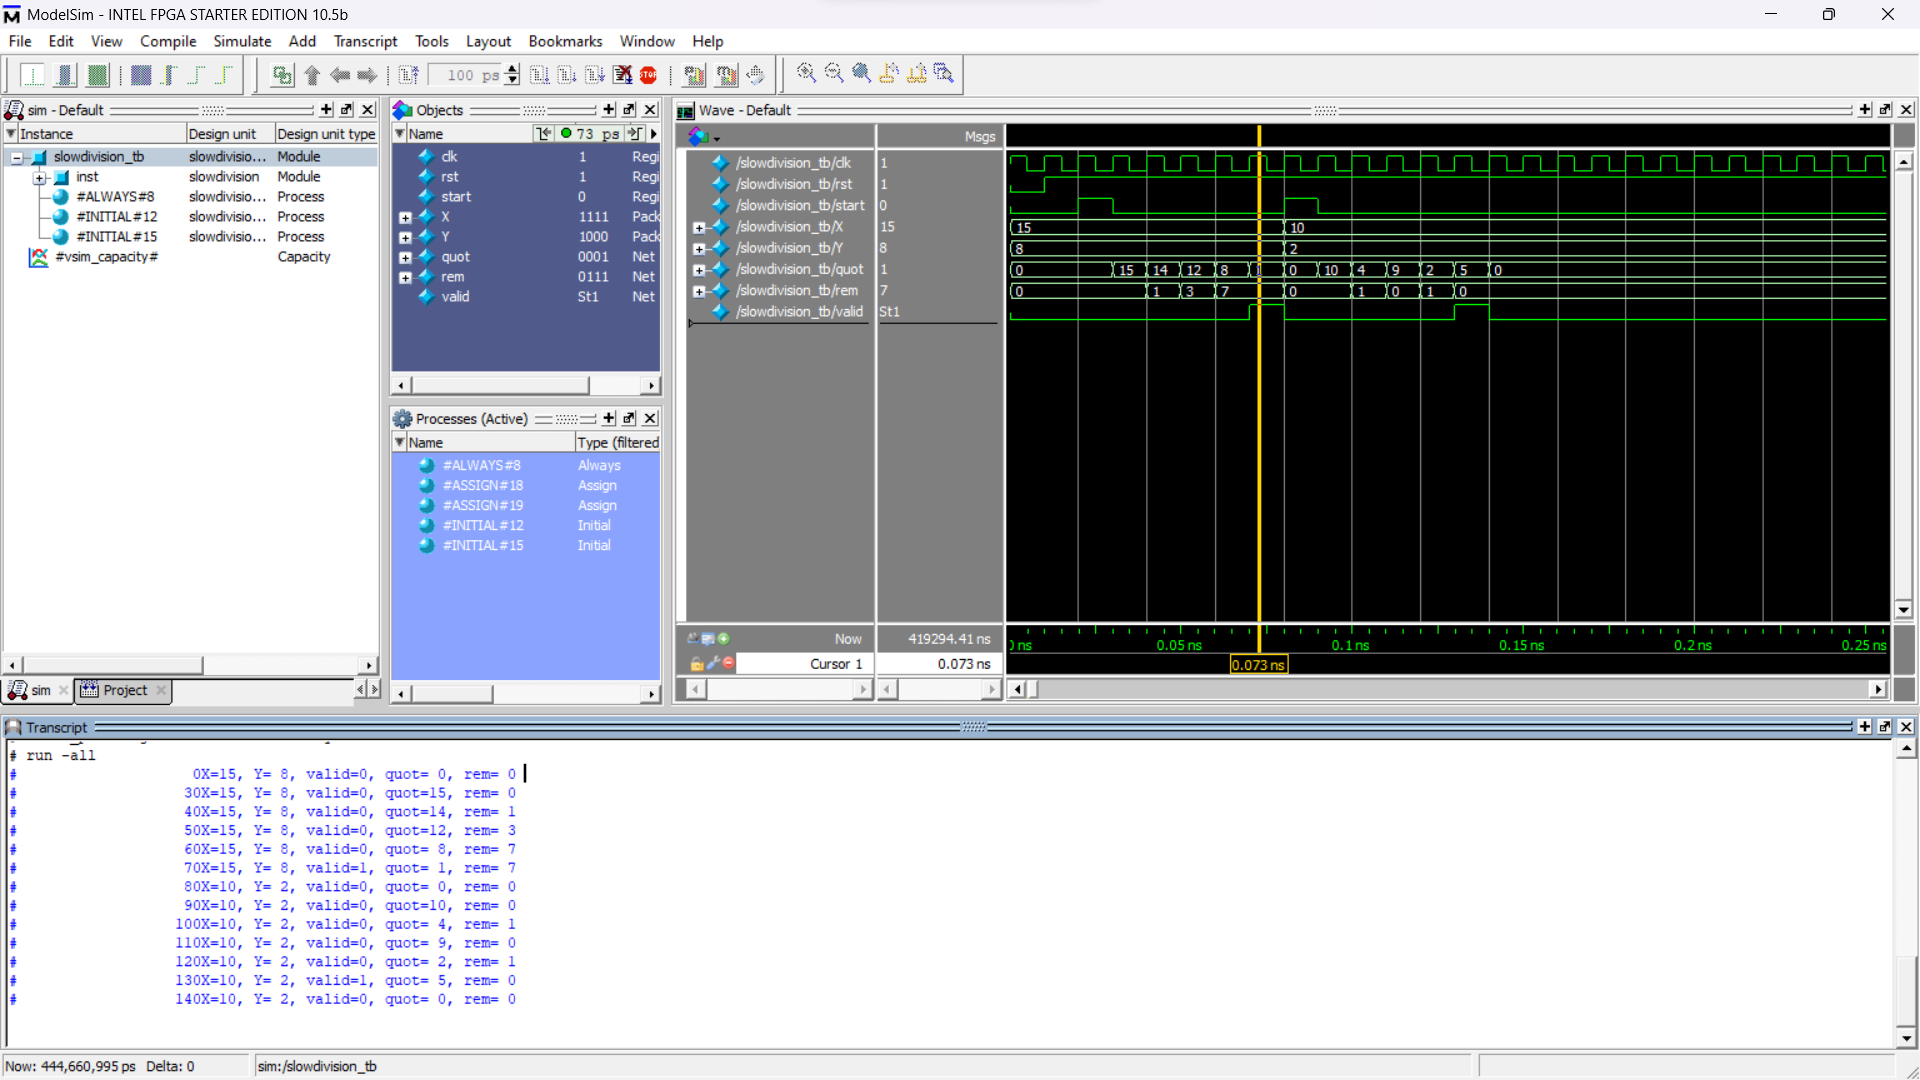 ModelSim - INTEL FPGA STARTER EDITION 10.5b
File Edit View Compile Simulate Add Transcript Tools Layout Bookmarks Window Help
100 ps
STOP
sim - Default
Instance Design unit Design unit type
slowdivision_tb slowdivisio... Module
inst slowdivision Module
#ALWAYS#8 slowdivisio... Process
#INITIAL#12 slowdivisio... Process
#INITIAL#15 slowdivisio... Process
#vsim_capacity# Capacity
sim Project
Objects
Name 73 ps
clk 1 Regi
rst 1 Regi
start 0 Regi
X 1111 Pack
Y 1000 Pack
quot 0001 Net
rem 0111 Net
valid St1 Net
Processes (Active)
Name Type (filtered
#ALWAYS#8 Always
#ASSIGN#18 Assign
#ASSIGN#19 Assign
#INITIAL#12 Initial
#INITIAL#15 Initial
Wave - Default
Msgs
/slowdivision_tb/clk 1
/slowdivision_tb/rst 1
/slowdivision_tb/start 0
/slowdivision_tb/X 15 15 10
/slowdivision_tb/Y 8 8 2
/slowdivision_tb/quot 1 0 15 14 12 8 1 0 10 4 9 2 5 0
/slowdivision_tb/rem 7 0 1 3 7 0 1 0 1 0
/slowdivision_tb/valid St1
Now 419294.41 ns ns 0.05 ns 0.1 ns 0.15 ns 0.2 ns 0.25 ns
Cursor 1 0.073 ns 0.073 ns
Transcript
# run -all
# 0X=15, Y= 8, valid=0, quot= 0, rem= 0
# 30X=15, Y= 8, valid=0, quot=15, rem= 0
# 40X=15, Y= 8, valid=0, quot=14, rem= 1
# 50X=15, Y= 8, valid=0, quot=12, rem= 3
# 60X=15, Y= 8, valid=0, quot= 8, rem= 7
# 70X=15, Y= 8, valid=1, quot= 1, rem= 7
# 80X=10, Y= 2, valid=0, quot= 0, rem= 0
# 90X=10, Y= 2, valid=0, quot=10, rem= 0
# 100X=10, Y= 2, valid=0, quot= 4, rem= 1
# 110X=10, Y= 2, valid=0, quot= 9, rem= 0
# 120X=10, Y= 2, valid=0, quot= 2, rem= 1
# 130X=10, Y= 2, valid=1, quot= 5, rem= 0
# 140X=10, Y= 2, valid=0, quot= 0, rem= 0
Now: 444,660,995 ps Delta: 0 sim:/slowdivision_tb